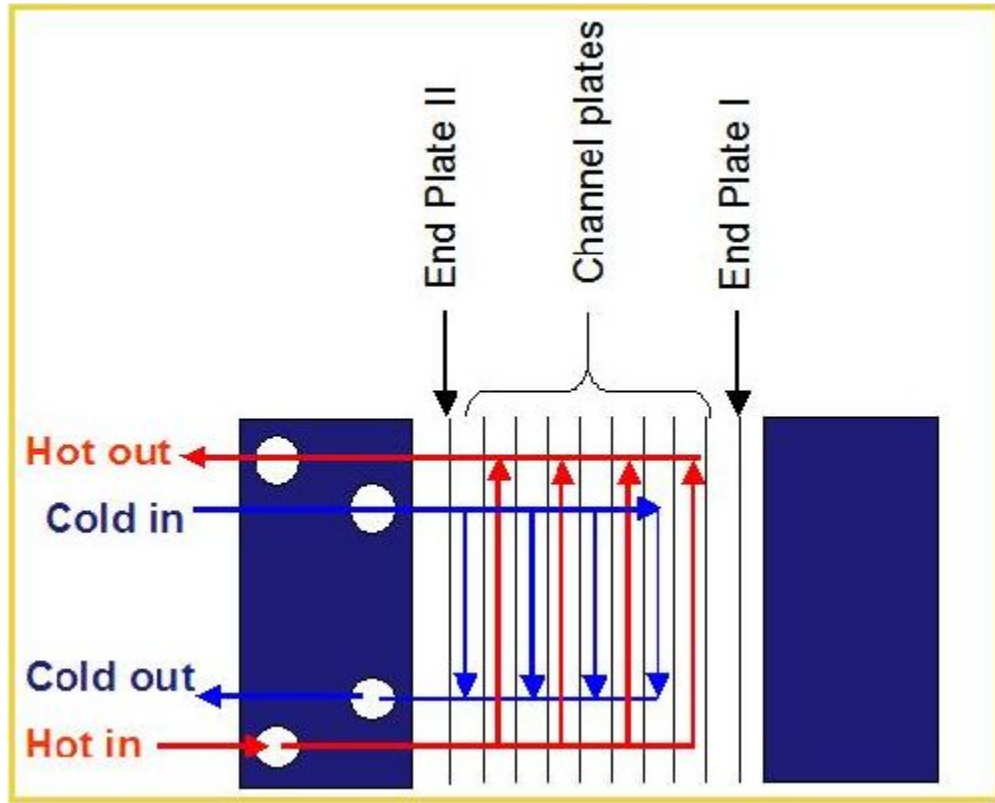 End Plate II
Channel plates
End Plate I
Hot out
Cold in
Cold out
Hot in